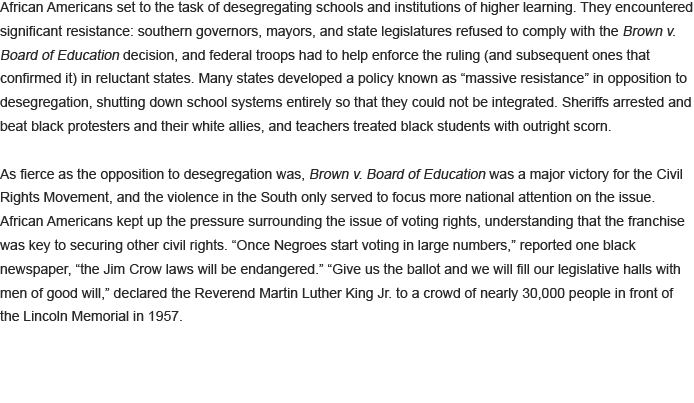 African Americans set to the task of desegregating schools and institutions of higher learning. They encountered
significant resistance: southern governors, mayors, and state legislatures refused to comply with the Brown v.
Board of Education decision, and federal troops had to help enforce the ruling (and subsequent ones that
confirmed it) in reluctant states. Many states developed a policy known as “massive resistance” in opposition to
desegregation, shutting down school systems entirely so that they could not be integrated. Sheriffs arrested and
beat black protesters and their white allies, and teachers treated black students with outright scorn.
As fierce as the opposition to desegregation was, Brown v. Board of Education was a major victory for the Civil
Rights Movement, and the violence in the South only served to focus more national attention on the issue.
African Americans kept up the pressure surrounding the issue of voting rights, understanding that the franchise
was key to securing other civil rights. “Once Negroes start voting in large numbers,” reported one black
newspaper, “the Jim Crow laws will be endangered.” “Give us the ballot and we will fill our legislative halls with
men of good will,” declared the Reverend Martin Luther King Jr. to a crowd of nearly 30,000 people in front of
the Lincoln Memorial in 1957.